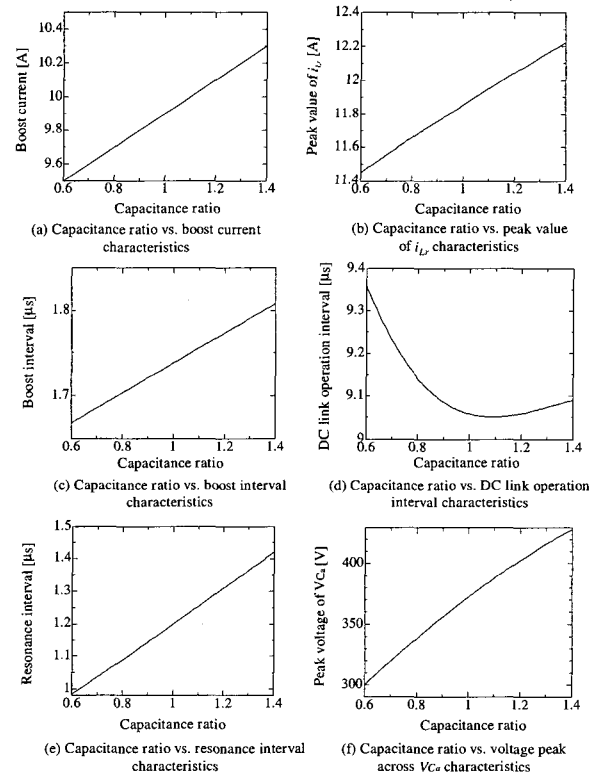 10.5
10.3
10
9.8
9.6
0.6 0.8 1 1.2 1.4
Boost current [A]
Capacitance ratio
(a) Capacitance ratio vs. boost current
characteristics
12.4
12.2
12
11.8
11.6
11.4
0.6 0.8 1 1.2 1.4
Peak value of iLr [A]
Capacitance ratio
(b) Capacitance ratio vs. peak value
of iLr characteristics
1.8
1.7
0.6 0.8 1 1.2 1.4
Boost interval [μs]
Capacitance ratio
(c) Capacitance ratio vs. boost interval
characteristics
9.4
9.3
9.2
9.1
9
0.6 0.8 1 1.2 1.4
DC link operation interval [μs]
Capacitance ratio
(d) Capacitance ratio vs. DC link operation
interval characteristics
1.5
1.4
1.3
1.2
1.1
1
0.6 0.8 1 1.2 1.4
Resonance interval [μs]
Capacitance ratio
(e) Capacitance ratio vs. resonance interval
characteristics
400
350
300
0.6 0.8 1 1.2 1.4
Peak voltage of VCa [V]
Capacitance ratio
(f) Capacitance ratio vs. voltage peak
across VCa characteristics